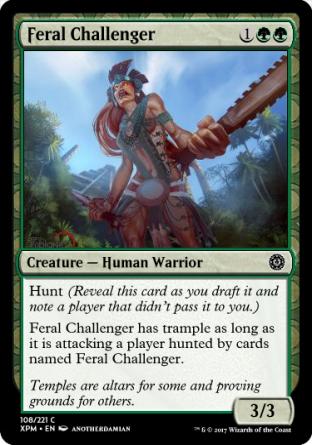 Feral Challenger 1
Creature — Human Warrior
Hunt (Reveal this card as you draft it and
note a player that didn't pass it to you.)
Feral Challenger has trample as long as
it is attacking a player hunted by cards
named Feral Challenger.
Temples are altars for some and proving
grounds for others.
3/3
108/221 C
XPM • EN ANOTHERDAMIAN
™ & © 2017 Wizards of the Coast